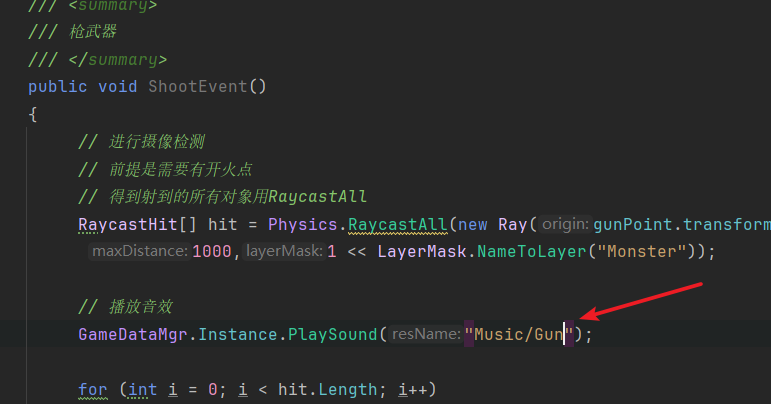 /// <summary>
/// 枪武器
/// </summary>
public void ShootEvent()
{
// 进行摄像检测
// 前提是需要有开火点
// 得到射到的所有对象用RaycastAll
RaycastHit[] hit = Physics.RaycastAll(new Ray(origin:gunPoint.transform
maxDistance:1000,layerMask:1 << LayerMask.NameToLayer("Monster"));
// 播放音效
GameDataMgr.Instance.PlaySound(resName:"Music/Gun");
for (int i = 0; i < hit.Length; i++)